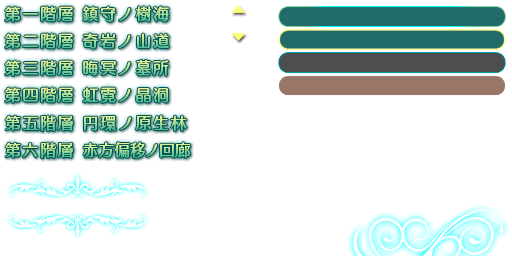 第一階層 鎮守ノ樹海
第二階層 奇岩ノ山道
第三階層 晦冥ノ墓所
第四階層 虹霓ノ晶洞
第五階層 円環ノ原生林
第六階層 赤方偏移ノ回廊